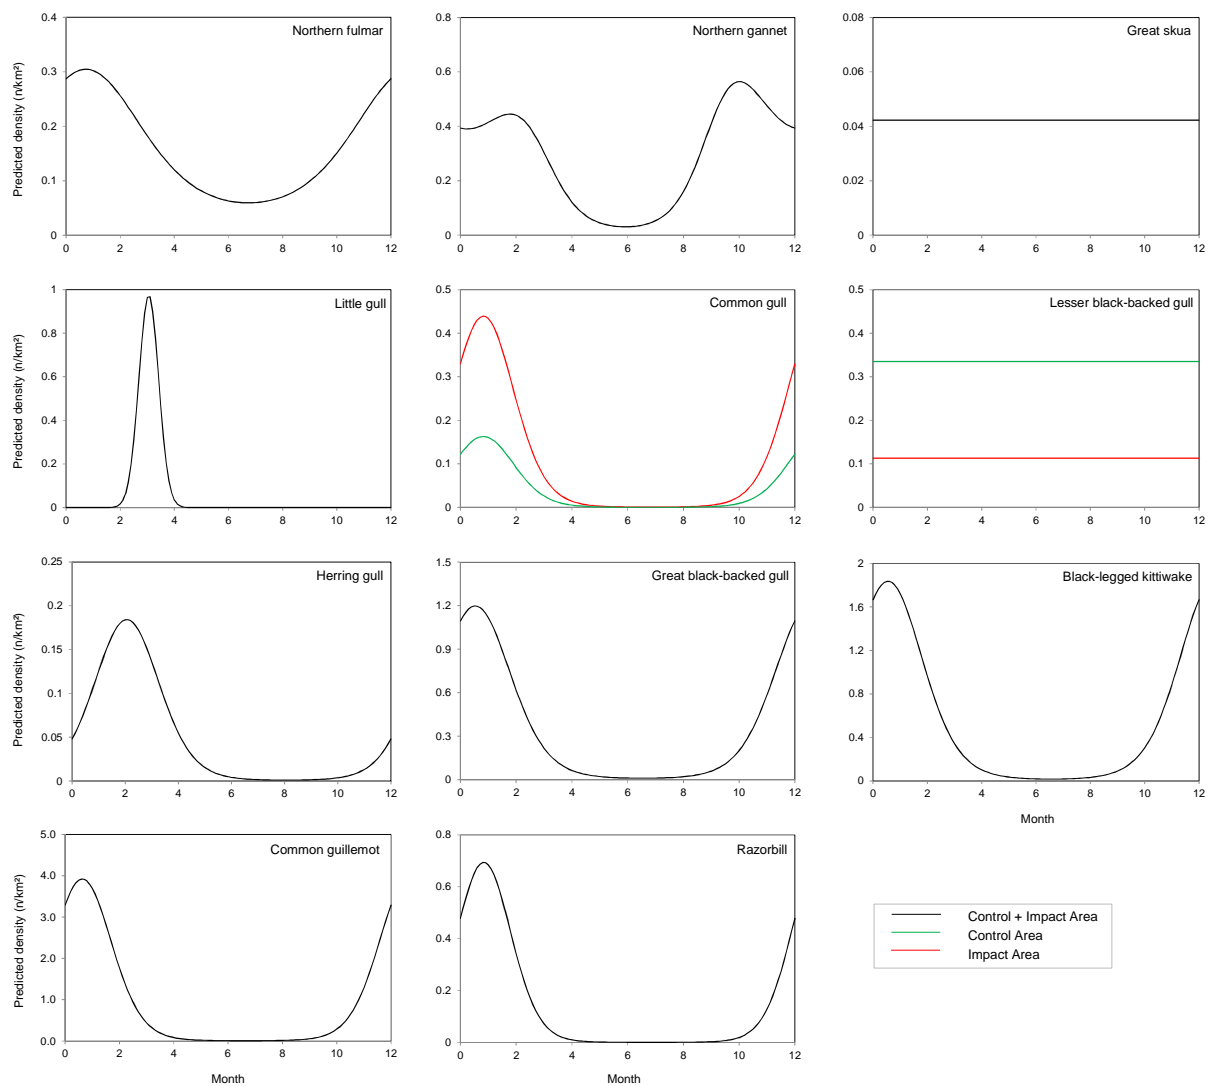 Northern fulmar
Predicted density (n/km²)
0.4
0.3
0.2
0.1
0
0 2 4 6 8 10 12
Northern gannet
0.8
0.6
0.4
0.2
0
0 2 4 6 8 10 12
Great skua
0.08
0.06
0.04
0.02
0
0 2 4 6 8 10 12
Little gull
Predicted density (n/km²)
1
0.8
0.6
0.4
0.2
0
0 2 4 6 8 10 12
Common gull
0.5
0.4
0.3
0.2
0.1
0
0 2 4 6 8 10 12
Lesser black-backed gull
0.5
0.4
0.3
0.2
0.1
0
0 2 4 6 8 10 12
Herring gull
Predicted density (n/km²)
0.25
0.2
0.15
0.1
0.05
0
0 2 4 6 8 10 12
Great black-backed gull
1.5
1.2
0.9
0.6
0.3
0
0 2 4 6 8 10 12
Black-legged kittiwake
2
1.6
1.2
0.8
0.4
0
0 2 4 6 8 10 12
Month
Common guillemot
Predicted density (n/km²)
5.0
4.0
3.0
2.0
1.0
0.0
0 2 4 6 8 10 12
Month
Razorbill
0.8
0.6
0.4
0.2
0
0 2 4 6 8 10 12
Month
Control + Impact Area
Control Area
Impact Area